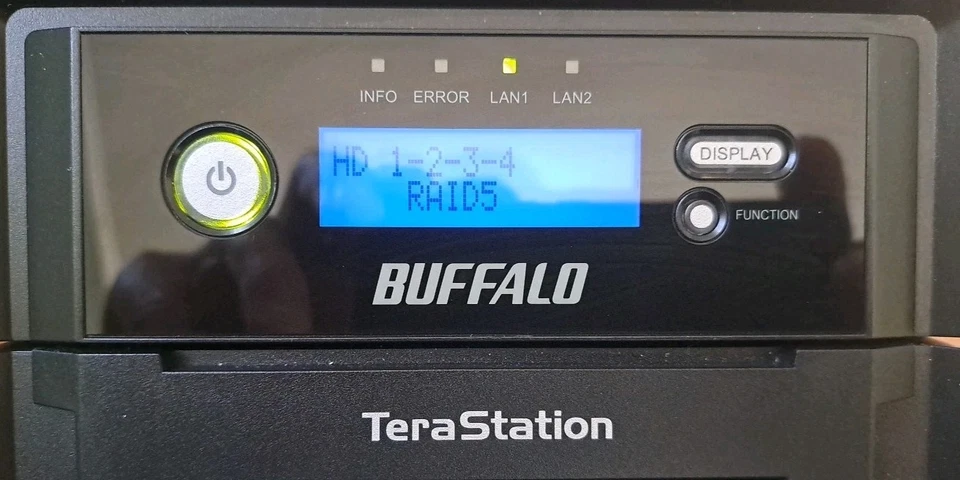 INFO ERROR LAN1 LAN2
HD 1-2-3-4
RAID5
DISPLAY
FUNCTION
BUFFALO
TeraStation